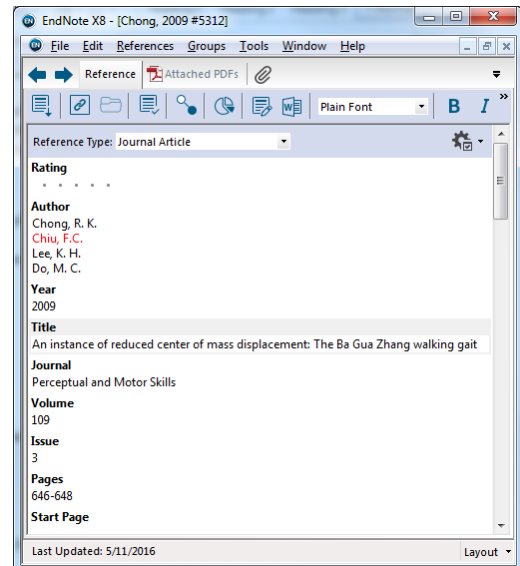 EndNote X8 - [Chong, 2009 #5312]
File Edit References Groups Tools Window Help
Reference Attached PDFs
Plain Font B I »
Reference Type: Journal Article
Rating
Author
Chong, R. K.
Chiu, F.C.
Lee, K. H.
Do, M. C.
Year
2009
Title
An instance of reduced center of mass displacement: The Ba Gua Zhang walking gait
Journal
Perceptual and Motor Skills
Volume
109
Issue
3
Pages
646-648
Start Page
Last Updated: 5/11/2016 Layout